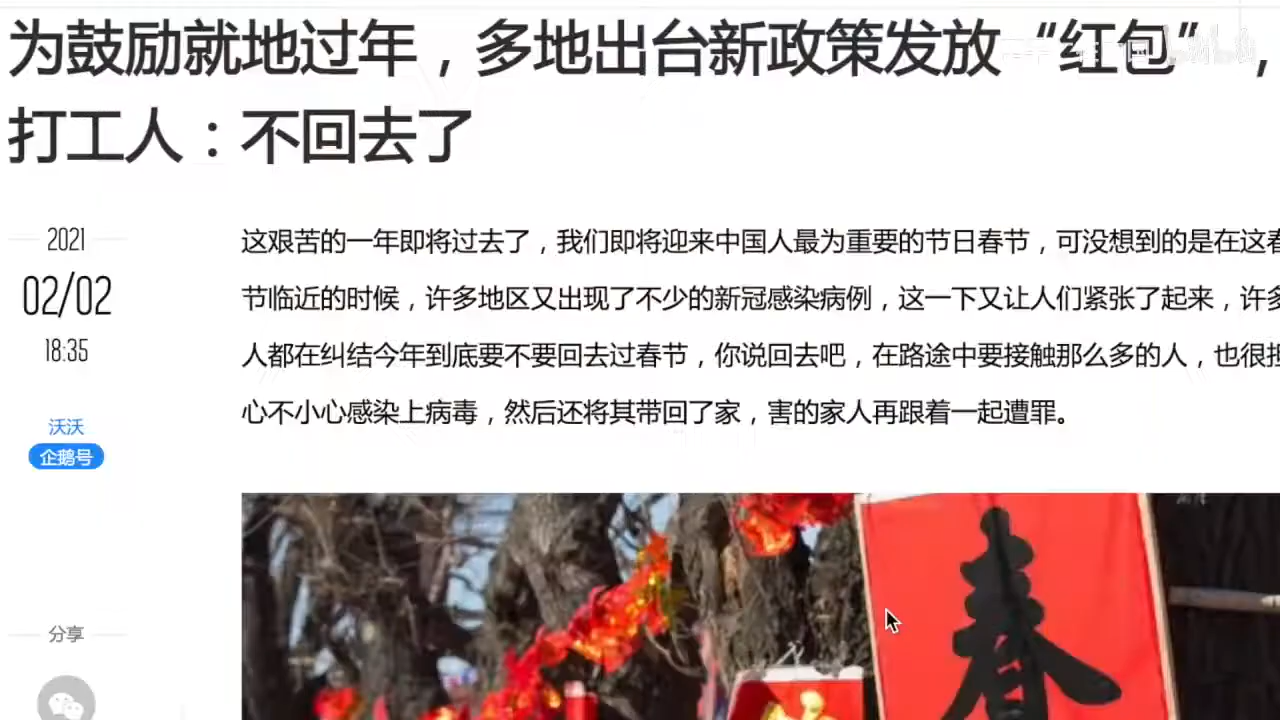 为鼓励就地过年，多地出台新政策发放“红包”，
打工人：不回去了
2021
02/02
18:35
沃沃
企鹅号
分享
这艰苦的一年即将过去了，我们即将迎来中国人最为重要的节日春节，可没想到的是在这春
节临近的时候，许多地区又出现了不少的新冠感染病例，这一下又让人们紧张了起来，许多
人都在纠结今年到底要不要回去过春节，你说回去吧，在路途中要接触那么多的人，也很担
心不小心感染上病毒，然后还将其带回了家，害的家人再跟着一起遭罪。
春